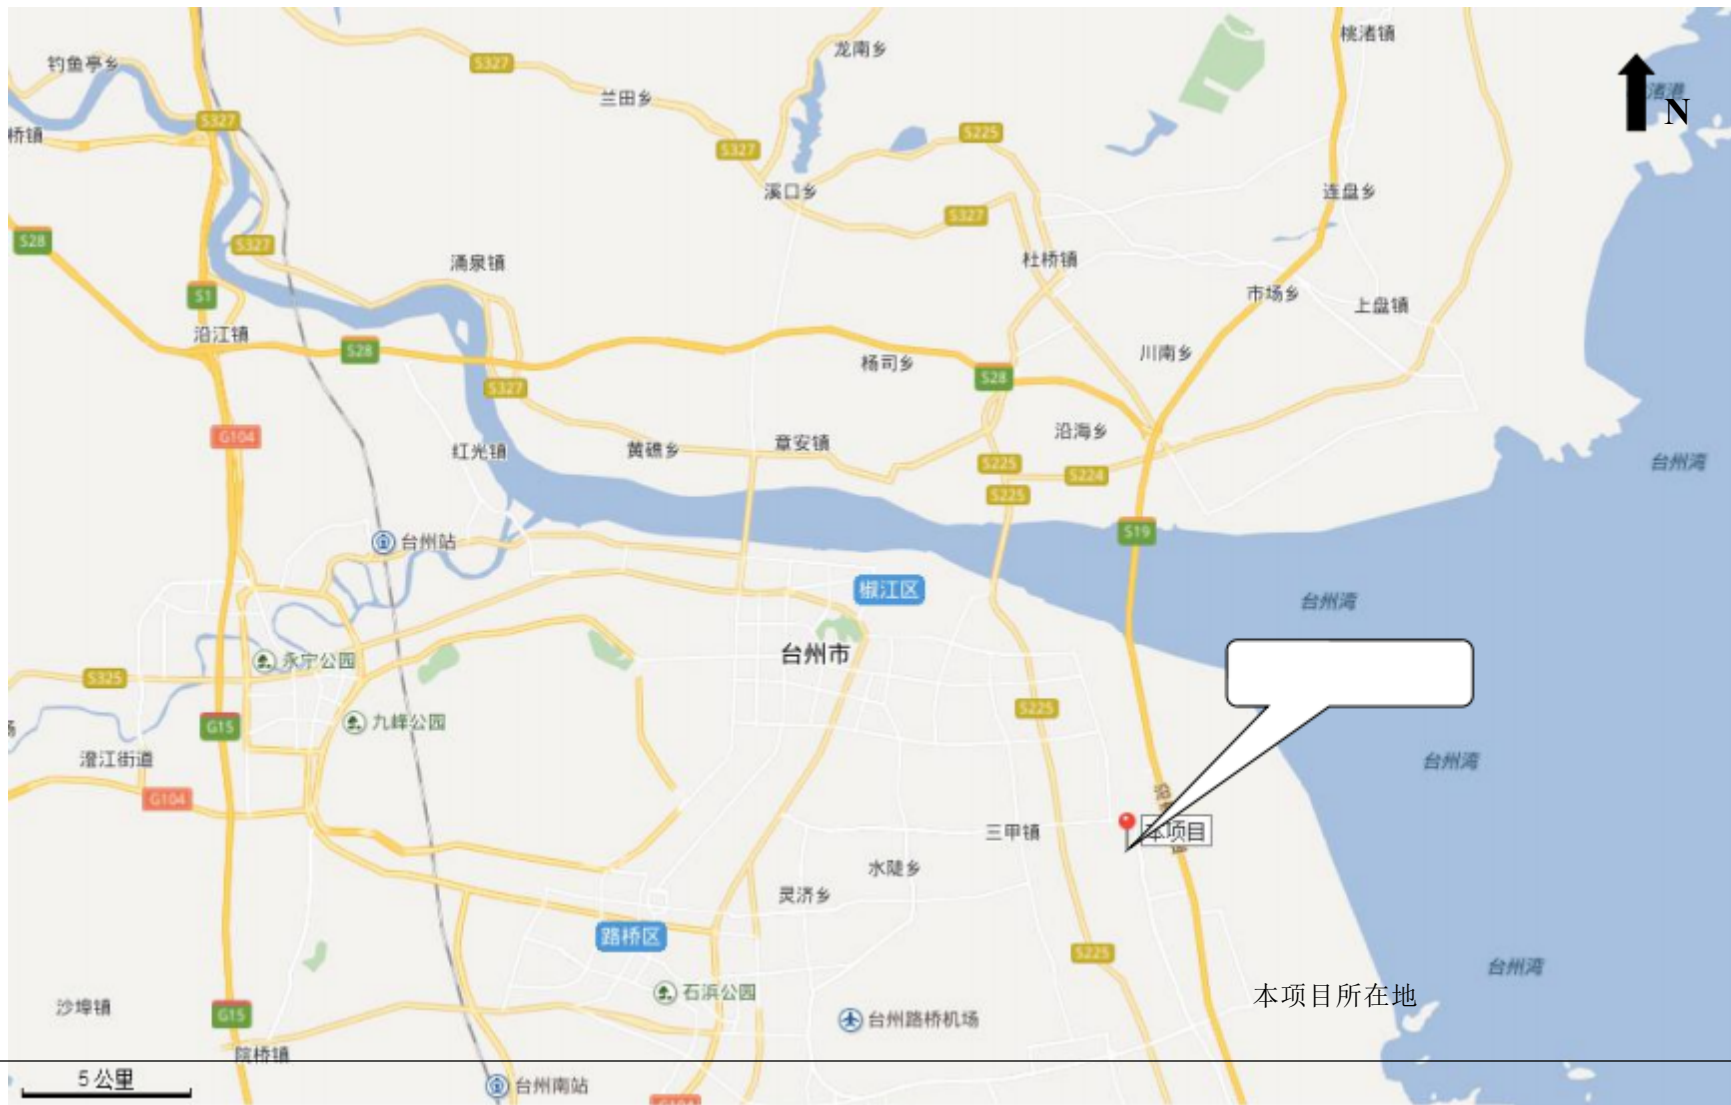 桃渚镇
龙南乡
钓鱼亭乡
S327
兰田乡
渚港
N
S327
桥镇
S225
S327
溪口乡
连盘乡
S327
S28
S327
涌泉镇
杜桥镇
S1
市场乡
上盘镇
沿江镇
S28
川南乡
杨司乡
S28
S327
G104
沿海乡
红光镇
黄礁乡
章安镇
S225
S224
台州湾
S225
S19
台州站
椒江区
台州湾
台州市
永宁公园
S325
S225
九峰公园
G15
澄江街道
台州湾
G104
三甲镇
本项目
水陡乡
灵济乡
路桥区
S225
台州湾
石浜公园
本项目所在地
沙埠镇
G15
台州路桥机场
院桥镇
5公里
台州南站
G104